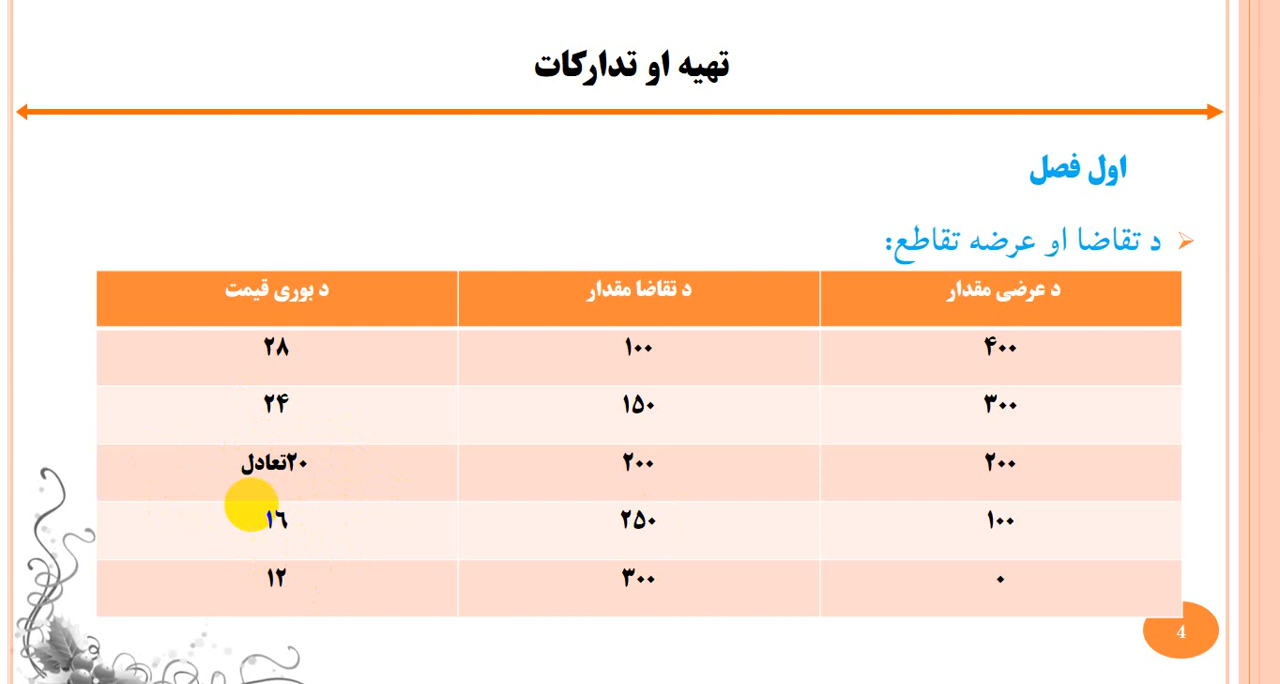 تهیه او تدارکات
اول فصل
د تقاضا او عرضه تقاطع:
د عرضی مقدار د تقاضا مقدار د بوری قیمت
۴۰۰ ۱۰۰ ۲۸
۳۰۰ ۱۵۰ ۲۴
۲۰۰ ۲۰۰ ۲۰تعادل
۱۰۰ ۲۵۰ ١٦
۰ ۳۰۰ ۱۲
4